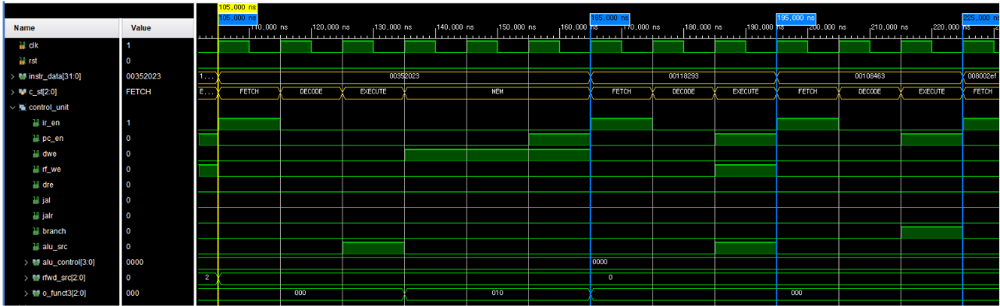 105,000 ns
105,000 ns 165,000 ns 195,000 ns 225,000 n
Name Value
110,000 ns 120,000 ns 130,000 ns 140,000 ns 150,000 ns 160,000 ns 170,000 ns 180,000 ns 190,000 ns 200,000 ns 210,000 ns 220,000 ns
clk 1
rst 0
instr_data[31:0] 00352023 1... 00352023 00118293 00108463 008002ef
c_st[2:0] FETCH E... FETCH DECODE EXECUTE MEM FETCH DECODE EXECUTE FETCH DECODE EXECUTE FETCH
control_unit
ir_en 1
pc_en 0
dwe 0
rf_we 0
dre 0
jal 0
jalr 0
branch 0
alu_src 0
alu_control[3:0] 0000 0000
rfwd_src[2:0] 0 2 0
o_funct3[2:0] 000 000 010 000